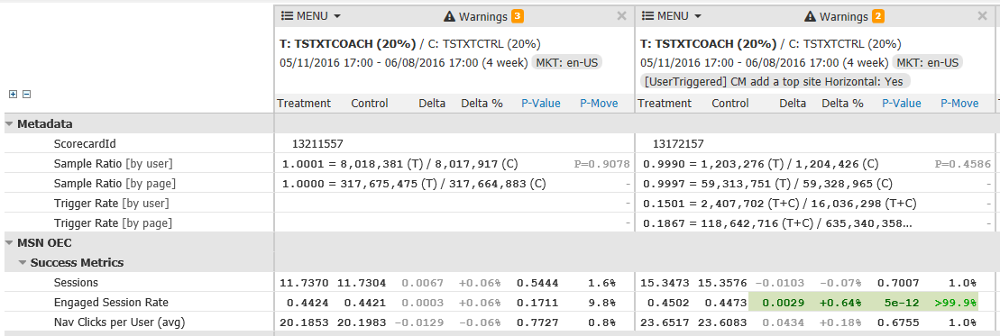 MENU Warnings 3 × MENU Warnings 2 ×
T: TSTXTCOACH (20%) / C: TSTXTCTRL (20%) T: TSTXTCOACH (20%) / C: TSTXTCTRL (20%)
05/11/2016 17:00 - 06/08/2016 17:00 (4 week) MKT: en-US 05/11/2016 17:00 - 06/08/2016 17:00 (4 week) MKT: en-US
[UserTriggered] CM add a top site Horizontal: Yes
Treatment Control Delta Delta % P-Value P-Move Treatment Control Delta Delta % P-Value P-Move
Metadata
ScorecardId 13211557 13172157
Sample Ratio [by user] 1.0001 = 8,018,381 (T) / 8,017,917 (C) P=0.9078 0.9990 = 1,203,276 (T) / 1,204,426 (C) P=0.4586
Sample Ratio [by page] 1.0000 = 317,675,475 (T) / 317,664,883 (C) - 0.9997 = 59,313,751 (T) / 59,328,965 (C) -
Trigger Rate [by user] - 0.1501 = 2,407,702 (T+C) / 16,036,298 (T+C) -
Trigger Rate [by page] - 0.1867 = 118,642,716 (T+C) / 635,340,358... -
MSN OEC
Success Metrics
Sessions 11.7370 11.7304 0.0067 +0.06% 0.5444 1.6% 15.3473 15.3576 -0.0103 -0.07% 0.7007 1.0%
Engaged Session Rate 0.4424 0.4421 0.0003 +0.06% 0.1711 9.8% 0.4502 0.4473 0.0029 +0.64% 5e-12 >99.9%
Nav Clicks per User (avg) 20.1853 20.1983 -0.0129 -0.06% 0.7727 0.8% 23.6517 23.6083 0.0434 +0.18% 0.6755 1.0%